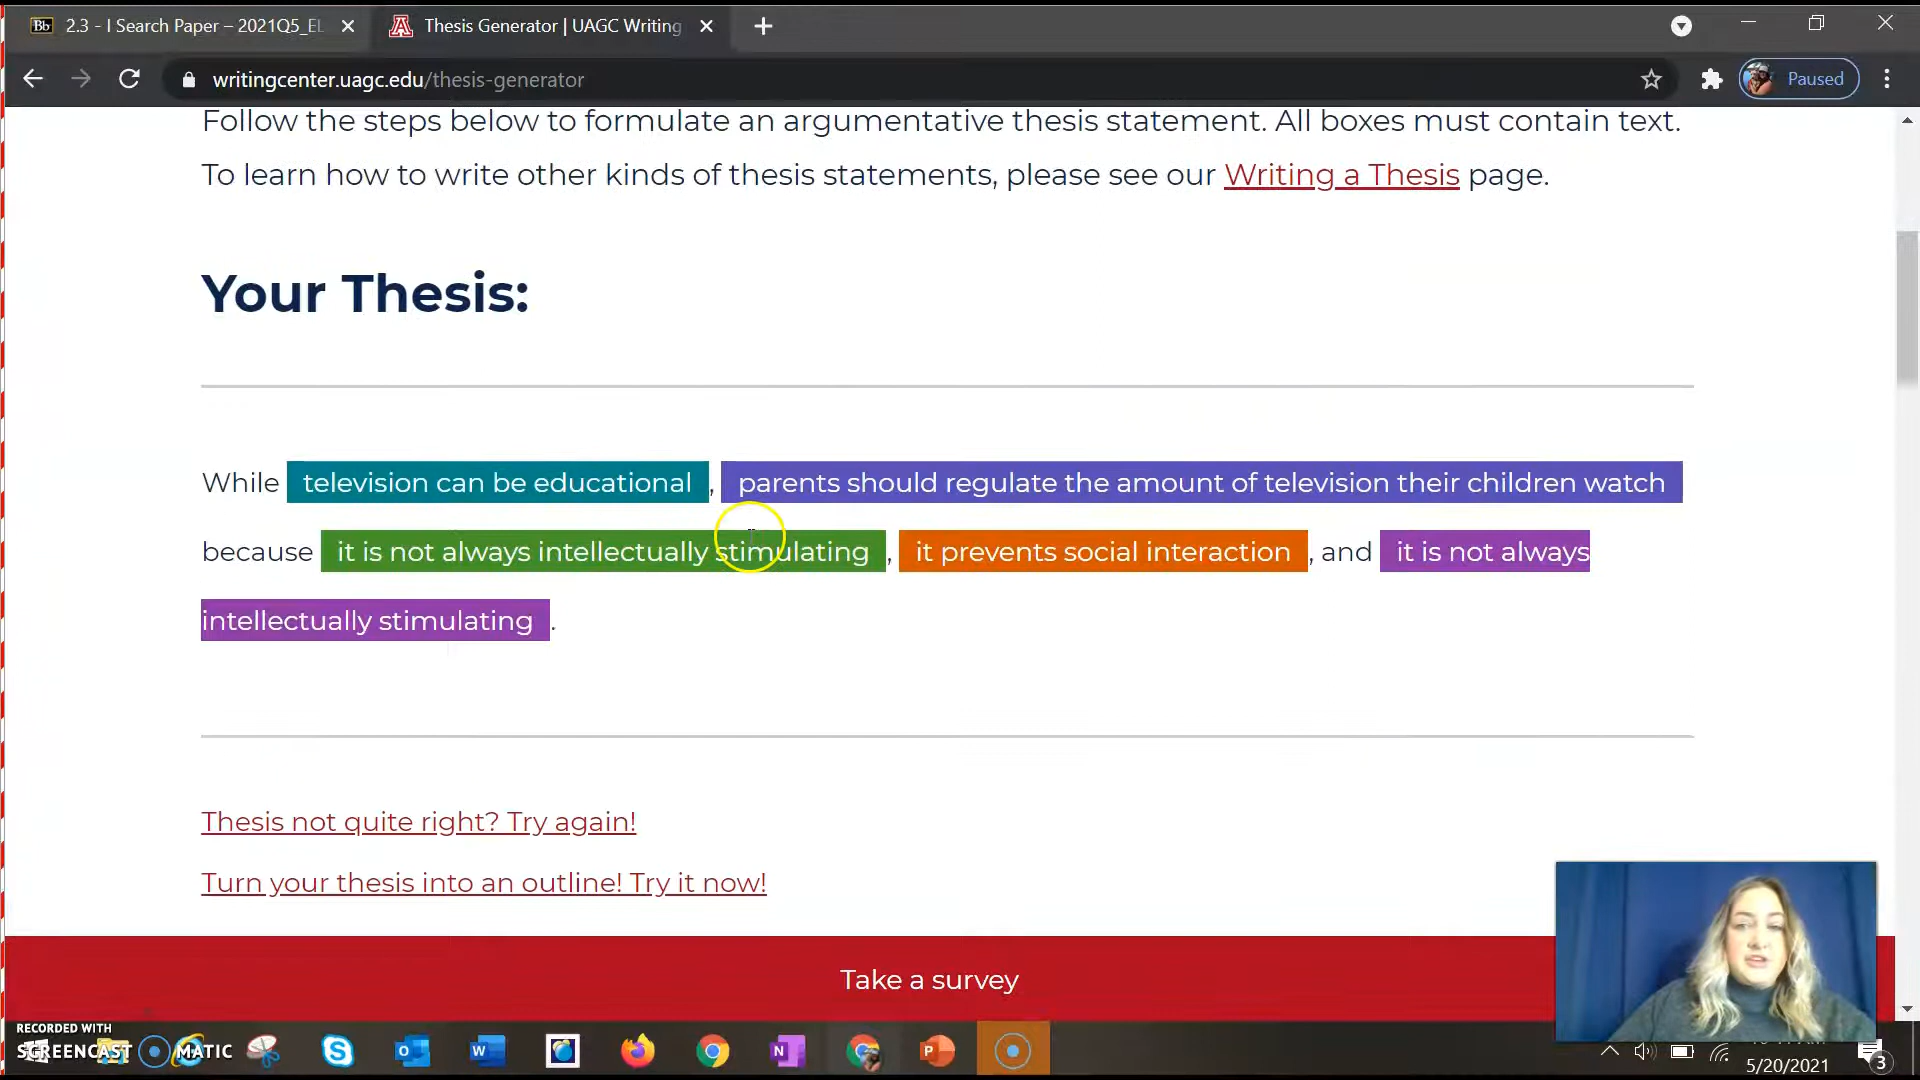 2.3 - I Search Paper – 2021Q5_EL
Thesis Generator | UAGC Writing
writingcenter.uagc.edu/thesis-generator
Paused
Follow the steps below to formulate an argumentative thesis statement. All boxes must contain text.
To learn how to write other kinds of thesis statements, please see our Writing a Thesis page.
Your Thesis:
While television can be educational , parents should regulate the amount of television their children watch
because it is not always intellectually stimulating , it prevents social interaction , and it is not always
intellectually stimulating .
Thesis not quite right? Try again!
Turn your thesis into an outline! Try it now!
Take a survey
RECORDED WITH
SCREENCAST MATIC
5/20/2021
3